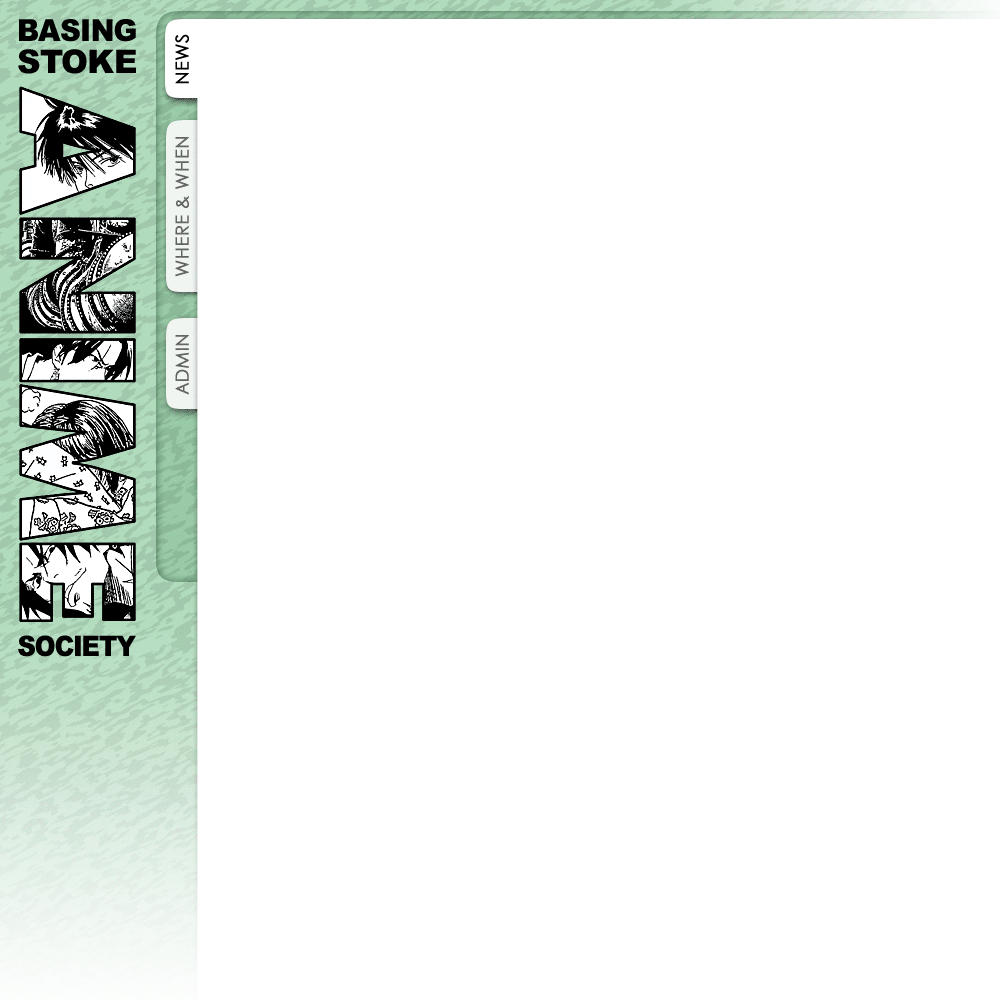 BASING
STOKE
ANIME
SOCIETY
NEWS
WHERE & WHEN
ADMIN